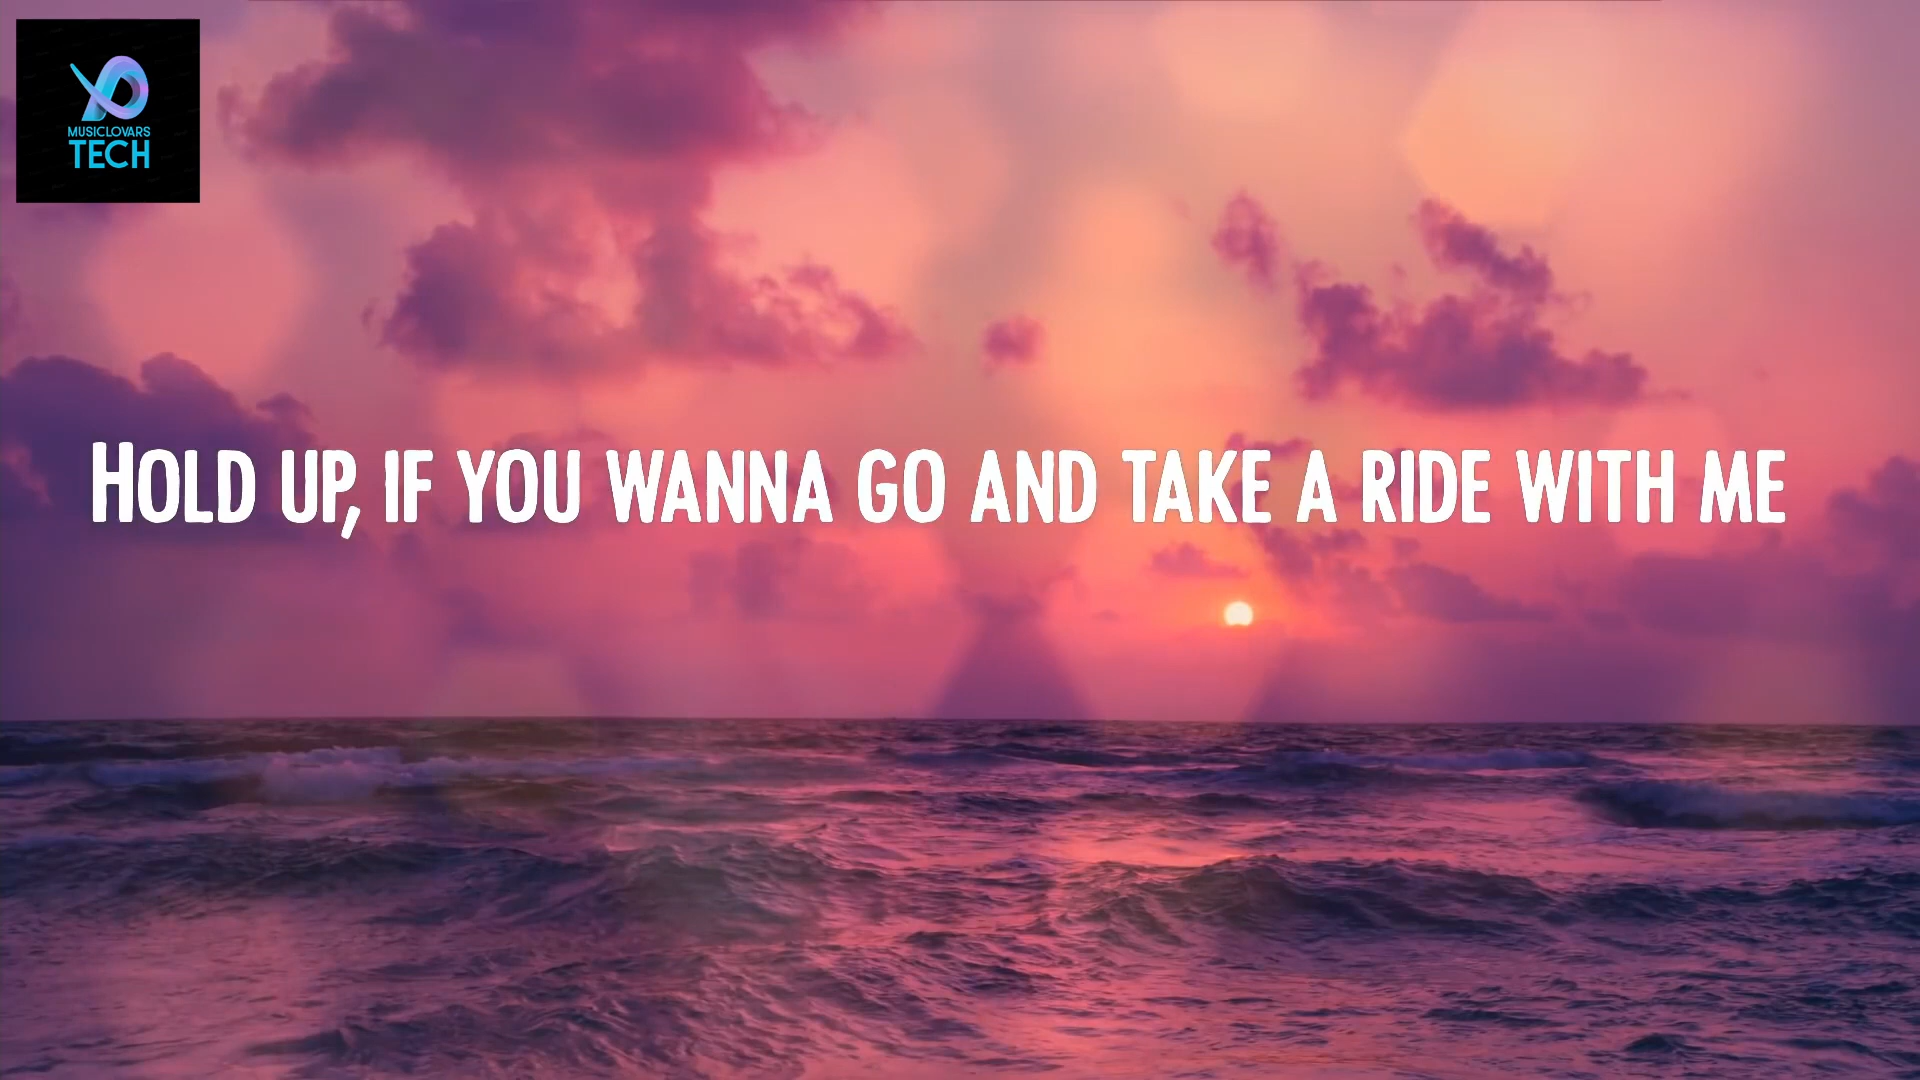 MUSICLOVARS
TECH
HOLD UP, IF YOU WANNA GO AND TAKE A RIDE WITH ME